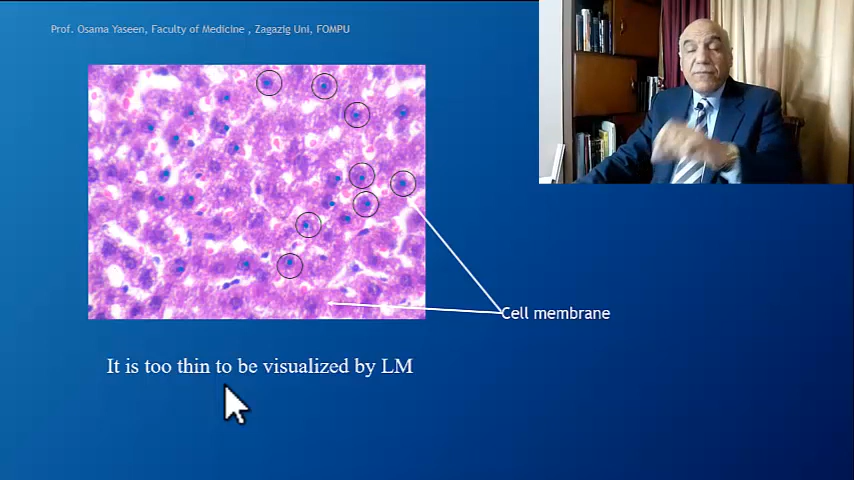 Prof. Osama Yaseen, Faculty of Medicine , Zagazig Uni, FOMPU
Cell membrane
It is too thin to be visualized by LM